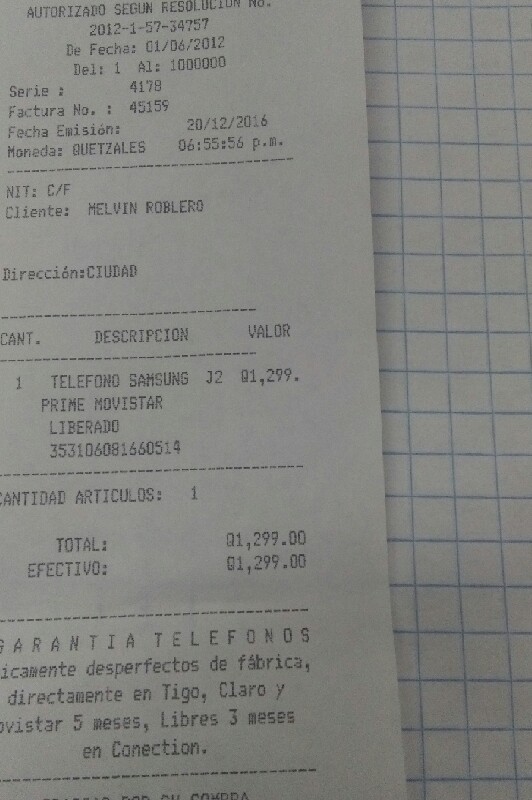 AUTORIZADO SEGUN RESOLUCION No.
2012-1-57-34757
De Fecha: 01/06/2012
Del: 1 Al: 1000000
Serie : 4178
Factura No. : 45159
Fecha Emisión: 20/12/2016
Moneda: QUETZALES 06:55:56 p.m.
NIT: C/F
Cliente: MELVIN ROBLERO
Dirección:CIUDAD
CANT. DESCRIPCION VALOR
1 TELEFONO SAMSUNG J2 Q1,299.
PRIME MOVISTAR
LIBERADO
353106081660514
CANTIDAD ARTICULOS: 1
TOTAL: Q1,299.00
EFECTIVO: Q1,299.00
GARANTIA TELEFONOS
icamente desperfectos de fábrica,
directamente en Tigo, Claro y
ovistar 5 meses, Libres 3 meses
en Conection.
POR SU COMPRA